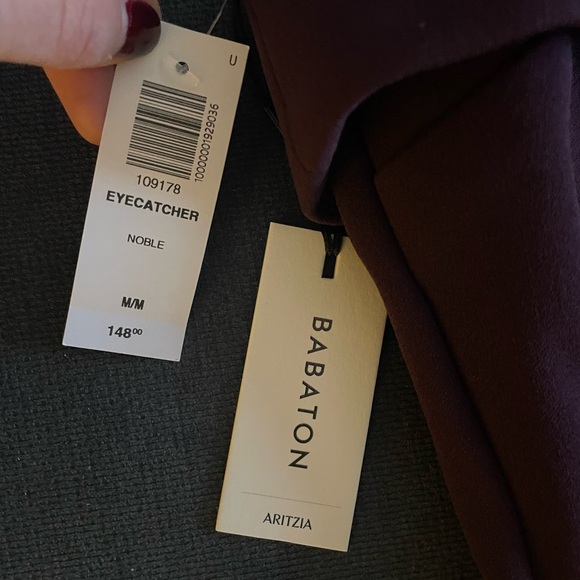 U
10000001929036
109178
EYECATCHER
NOBLE
M/M
148⁰⁰
BABATON
ARITZIA